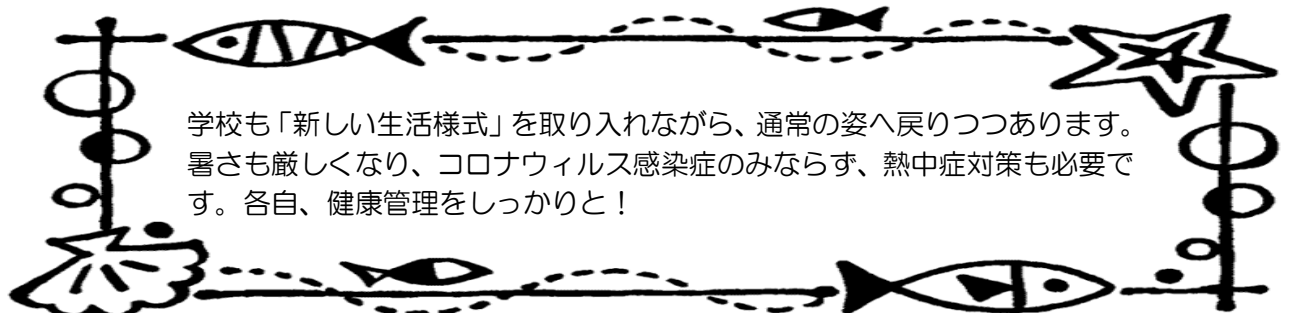 学校も「新しい生活様式」を取り入れながら、通常の姿へ戻りつつあります。
暑さも厳しくなり、コロナウィルス感染症のみならず、熱中症対策も必要で
す。各自、健康管理をしっかりと！